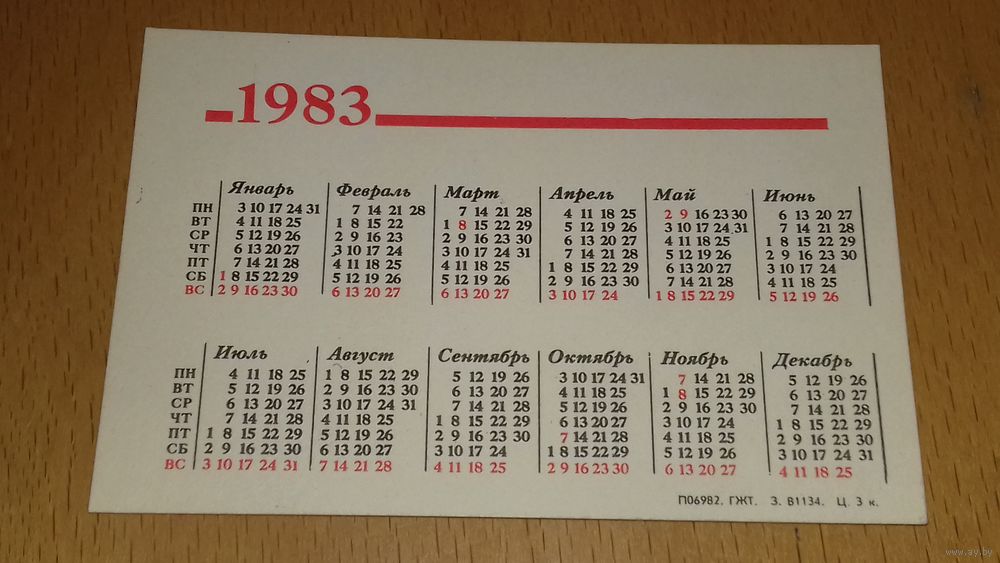 1983
Январь Февраль Март Апрель Май Июнь
ПН 3 10 17 24 31 7 14 21 28 7 14 21 28 4 11 18 25 2 9 16 23 30 6 13 20 27
ВТ 4 11 18 25 1 8 15 22 1 8 15 22 29 5 12 19 26 3 10 17 24 31 7 14 21 28
СР 5 12 19 26 2 9 16 23 2 9 16 23 30 6 13 20 27 4 11 18 25 1 8 15 22 29
ЧТ 6 13 20 27 3 10 17 24 3 10 17 24 31 7 14 21 28 5 12 19 26 2 9 16 23 30
ПТ 7 14 21 28 4 11 18 25 4 11 18 25 1 8 15 22 29 6 13 20 27 3 10 17 24
СБ 1 8 15 22 29 5 12 19 26 5 12 19 26 2 9 16 23 30 7 14 21 28 4 11 18 25
ВС 2 9 16 23 30 6 13 20 27 6 13 20 27 3 10 17 24 1 8 15 22 29 5 12 19 26
Июль Август Сентябрь Октябрь Ноябрь Декабрь
ПН 4 11 18 25 1 8 15 22 29 5 12 19 26 3 10 17 24 31 7 14 21 28 5 12 19 26
ВТ 5 12 19 26 2 9 16 23 30 6 13 20 27 4 11 18 25 1 8 15 22 29 6 13 20 27
СР 6 13 20 27 3 10 17 24 31 7 14 21 28 5 12 19 26 2 9 16 23 30 7 14 21 28
ЧТ 7 14 21 28 4 11 18 25 1 8 15 22 29 6 13 20 27 3 10 17 24 1 8 15 22 29
ПТ 1 8 15 22 29 5 12 19 26 2 9 16 23 30 7 14 21 28 4 11 18 25 2 9 16 23 30
СБ 2 9 16 23 30 6 13 20 27 3 10 17 24 1 8 15 22 29 5 12 19 26 3 10 17 24 31
ВС 3 10 17 24 31 7 14 21 28 4 11 18 25 2 9 16 23 30 6 13 20 27 4 11 18 25
П06982. ГЖТ. З. В1134. Ц. 3 к.
www.ay.by